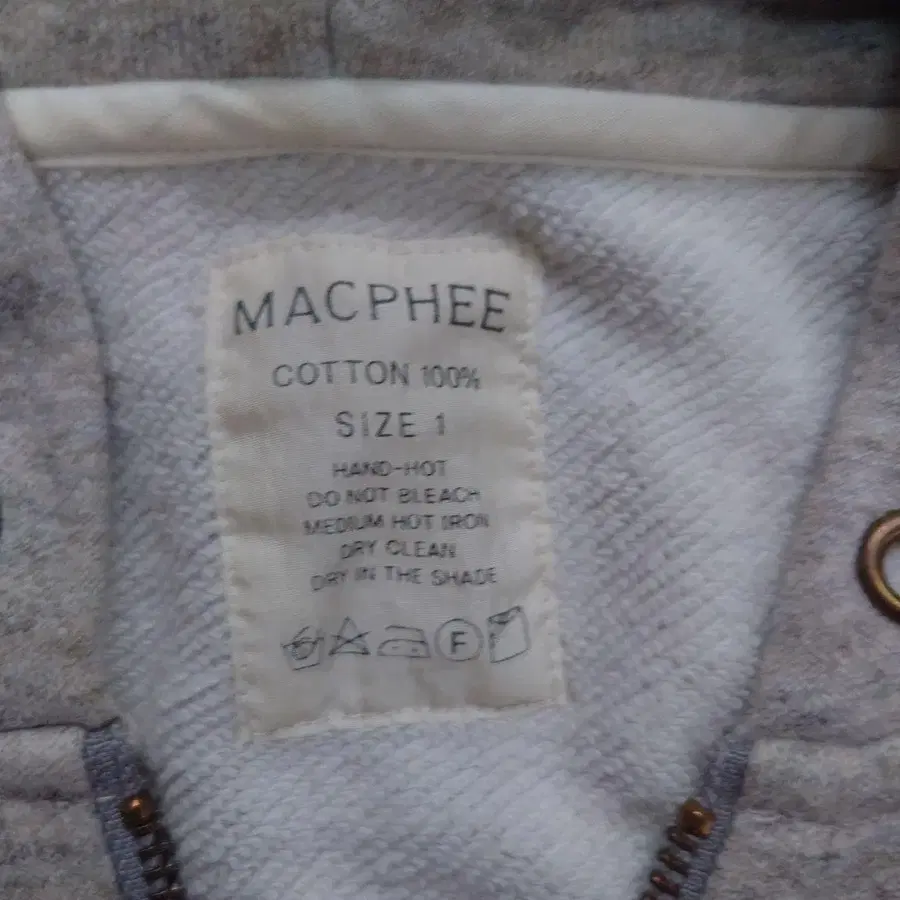 MACPHEE
COTTON 100%
SIZE 1
HAND-HOT
DO NOT BLEACH
MEDIUM HOT IRON
DRY CLEAN
DRY IN THE SHADE
F